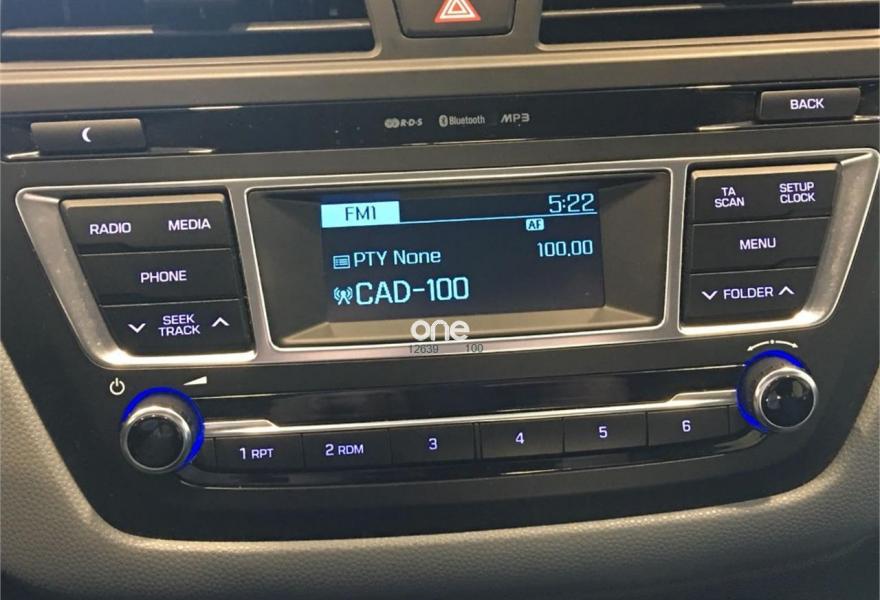 R·D·S Bluetooth MP3
BACK
RADIO MEDIA
PHONE
SEEK
TRACK
FM1 5:22
AF
PTY None 100.00
CAD-100
TA
SCAN
SETUP
CLOCK
MENU
FOLDER
one
12639 100
1 RPT 2 RDM 3 4 5 6